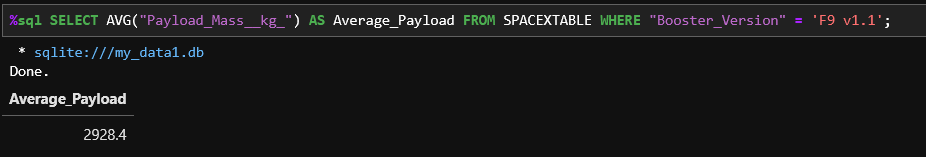 %sql SELECT AVG("Payload_Mass__kg_") AS Average_Payload FROM SPACEXTABLE WHERE "Booster_Version" = 'F9 v1.1';
* sqlite:///my_data1.db
Done.
Average_Payload
2928.4